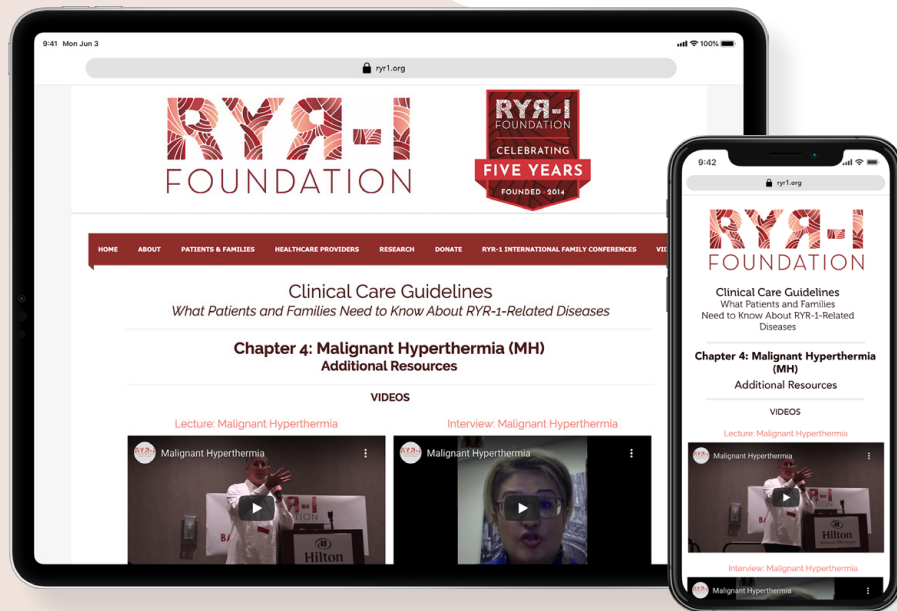 9:41 Mon Jun 3
100%
ryr1.org
RYR-1
FOUNDATION
RYR-1
FOUNDATION
CELEBRATING
FIVE YEARS
FOUNDED · 2014
HOME ABOUT PATIENTS & FAMILIES HEALTHCARE PROVIDERS RESEARCH DONATE RYR-1 INTERNATIONAL FAMILY CONFERENCES
Clinical Care Guidelines
What Patients and Families Need to Know About RYR-1-Related Diseases
Chapter 4: Malignant Hyperthermia (MH)
Additional Resources
VIDEOS
Lecture: Malignant Hyperthermia
Interview: Malignant Hyperthermia
Malignant Hyperthermia
Malignant Hyperthermia
Hilton
9:42
ryr1.org
RYR-1
FOUNDATION
Clinical Care Guidelines
What Patients and Families
Need to Know About RYR-1-Related
Diseases
Chapter 4: Malignant Hyperthermia
(MH)
Additional Resources
VIDEOS
Lecture: Malignant Hyperthermia
Malignant Hyperthermia
Hilton
Interview: Malignant Hyperthermia
Malignant Hyperthermia